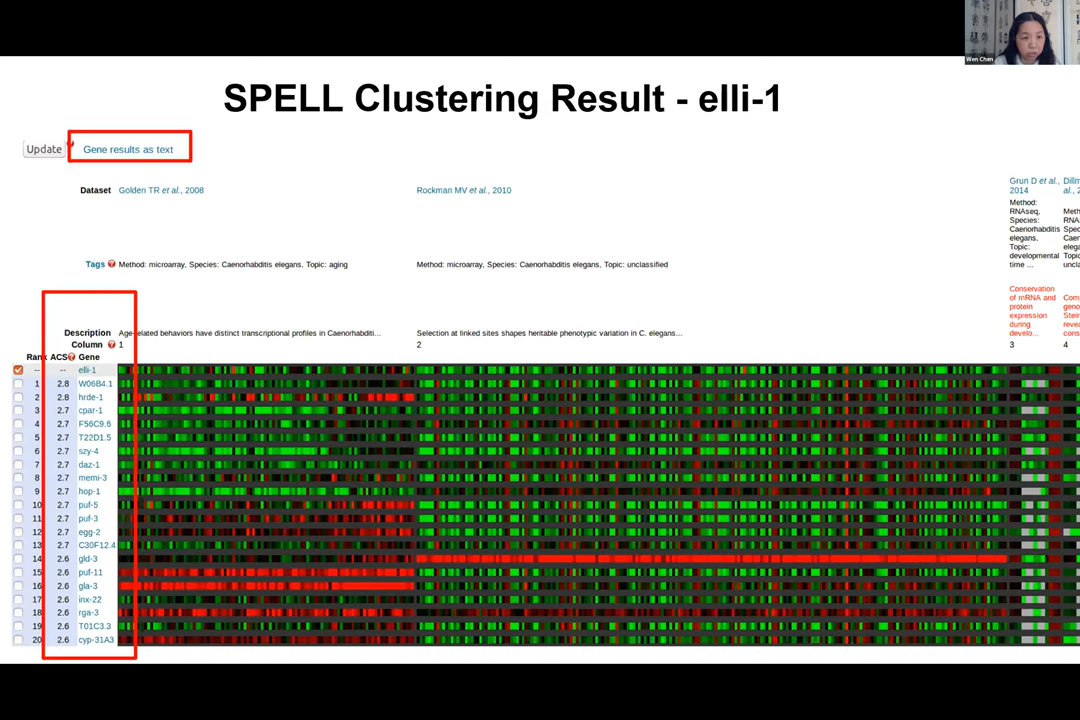 Wen Chen
SPELL Clustering Result - elli-1
Update
Gene results as text
Dataset
Golden TR et al., 2008
Rockman MV et al., 2010
Grun D et al., 2014
Tags
Method: microarray, Species: Caenorhabditis elegans, Topic: aging
Method: microarray, Species: Caenorhabditis elegans, Topic: unclassified
Method:
RNAseq,
Species:
Caenorhabditis
elegans,
Topic:
developmental
time ...
Conservation
of mRNA and
protein
expression
during
develo...
Description
Age-related behaviors have distinct transcriptional profiles in Caenorhabditi...
Selection at linked sites shapes heritable phenotypic variation in C. elegans...
Column 1 2 3 4
Rank ACS Gene
-- -- elli-1
1 2.8 W06B4.1
2 2.8 hrde-1
3 2.7 cpar-1
4 2.7 F56C9.6
5 2.7 T22D1.5
6 2.7 szy-4
7 2.7 daz-1
8 2.7 memi-3
9 2.7 hop-1
10 2.7 puf-5
11 2.7 puf-3
12 2.7 egg-2
13 2.7 C30F12.4
14 2.6 gld-3
15 2.6 puf-11
16 2.6 gla-3
17 2.6 inx-22
18 2.6 rga-3
19 2.6 T01C3.3
20 2.6 cyp-31A3